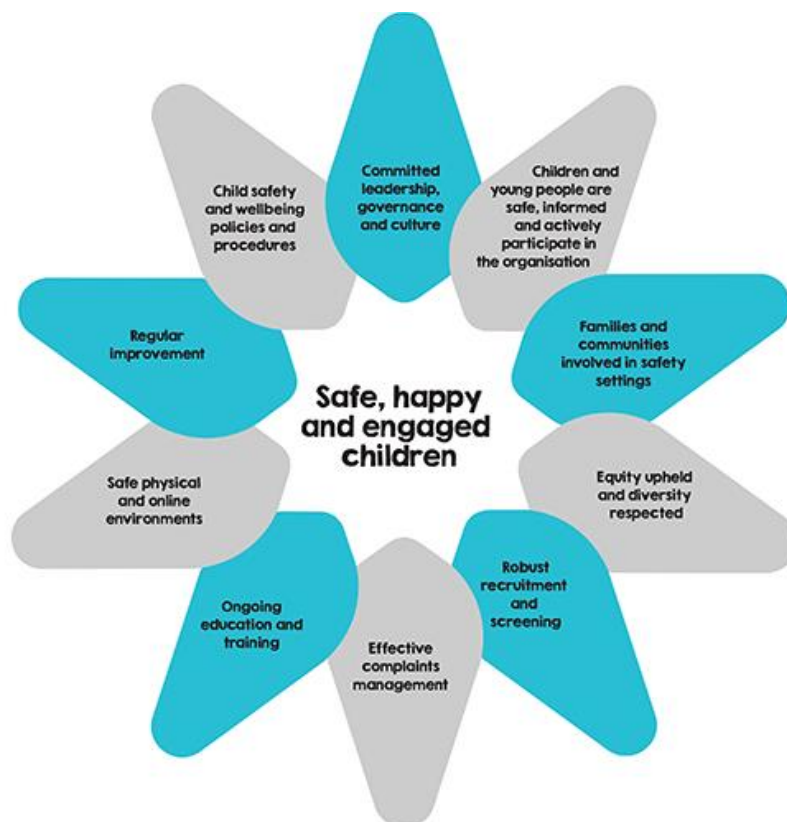 Committed
leadership,
governance
and culture
Children and
young people are
safe, informed
and actively
participate in
the organisation
Families and
communities
involved in safety
settings
Equity upheld
and diversity
respected
Robust
recruitment
and
screening
Effective
complaints
management
Ongoing
education and
training
Safe physical
and online
environments
Regular
improvement
Child safety
and wellbeing
policies and
procedures
Safe, happy
and engaged
children